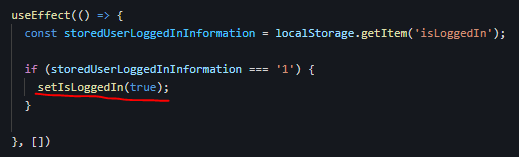 useEffect(() => {
const storedUserLoggedInInformation = localStorage.getItem('isLoggedIn');
if (storedUserLoggedInInformation === '1') {
setIsLoggedIn(true);
}
}, [])